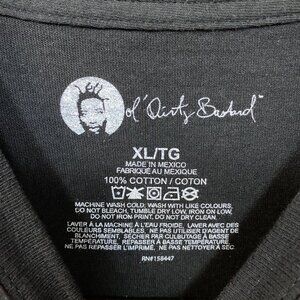 ol' Dirty Bastard"
XL/TG
MADE IN MEXICO
FABRIQUÉ AU MEXIQUE
100% COTTON / COTON
MACHINE WASH COLD, WASH WITH LIKE COLOURS,
DO NOT BLEACH, TUMBLE DRY LOW, IRON ON LOW,
DO NOT IRON PRINT, DO NOT DRY CLEAN.
LAVER À LA MACHINE À L'EAU FROIDE, LAVER AVEC DES
COULEURS SIMILAIRES, NE PAS UTILISER D'AGENT DE
BLANCHIMENT, SÉCHER PAR CULBUTAGE À BASSE
TEMPÉRATURE, REPASSER À BASSE TEMPÉRATURE.
NE PAS REPASSER L'IMPRIMÉ. NE PAS NETTOYER À SEC.
RN#158447